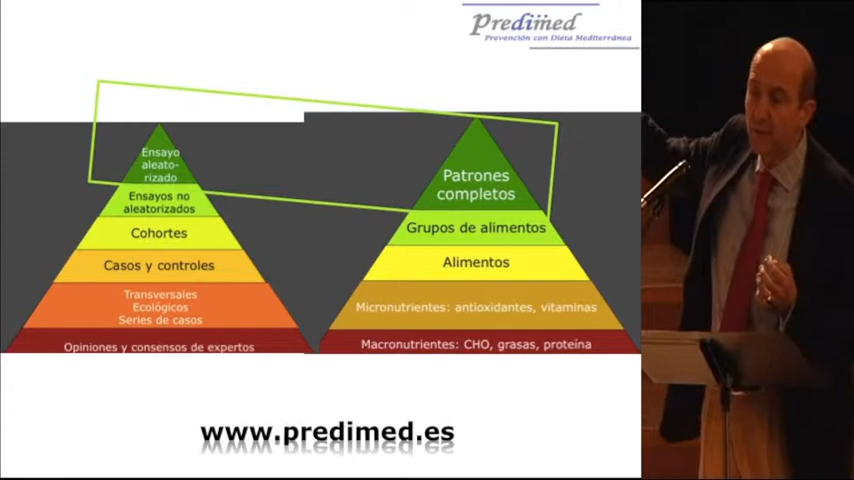 Predimed
Prevención con Dieta Mediterránea
Ensayo
aleato-
rizado
Ensayos no
aleatorizados
Cohortes
Casos y controles
Transversales
Ecológicos
Series de casos
Opiniones y consensos de expertos
Patrones
completos
Grupos de alimentos
Alimentos
Micronutrientes: antioxidantes, vitaminas
Macronutrientes: CHO, grasas, proteína
www.predimed.es